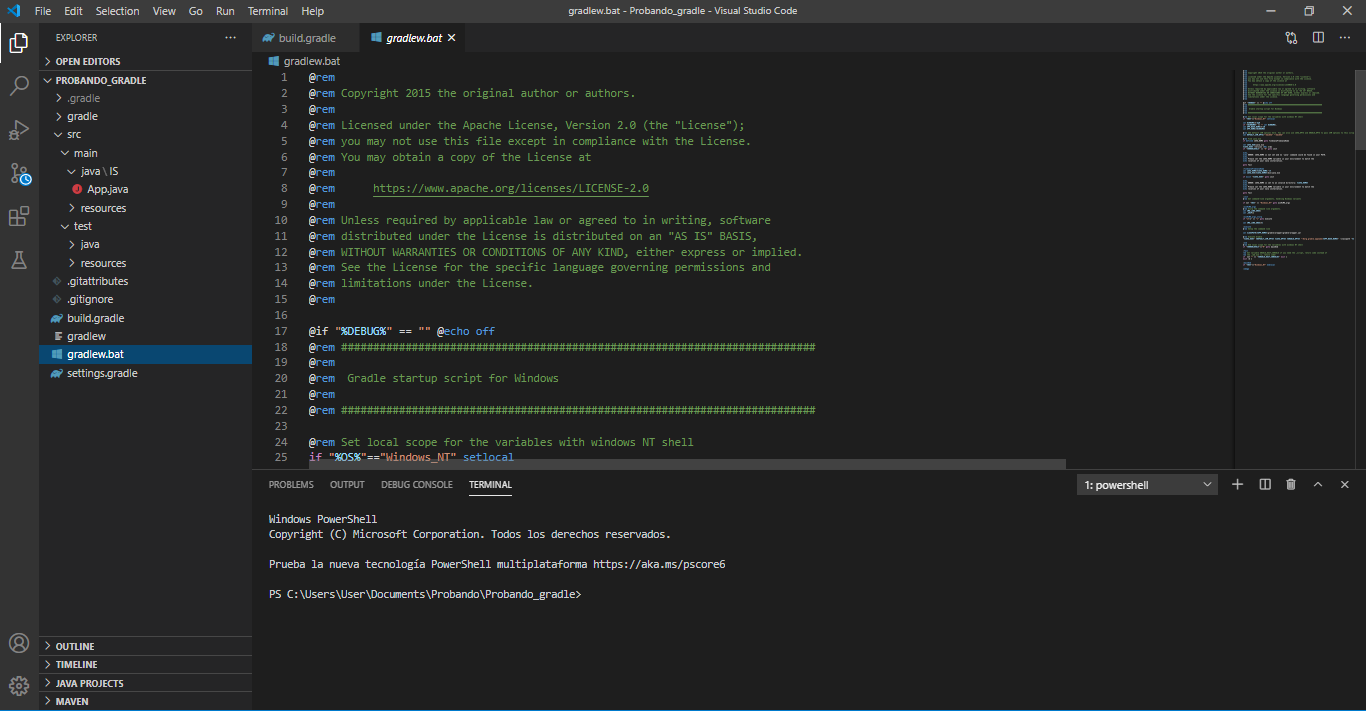 File Edit Selection View Go Run Terminal Help
gradlew.bat - Probando_gradle - Visual Studio Code
EXPLORER
OPEN EDITORS
PROBANDO_GRADLE
.gradle
gradle
src
main
java \ IS
App.java
resources
test
java
resources
.gitattributes
.gitignore
build.gradle
gradlew
gradlew.bat
settings.gradle
OUTLINE
TIMELINE
JAVA PROJECTS
MAVEN
build.gradle gradlew.bat
gradlew.bat
1 @rem
2 @rem Copyright 2015 the original author or authors.
3 @rem
4 @rem Licensed under the Apache License, Version 2.0 (the "License");
5 @rem you may not use this file except in compliance with the License.
6 @rem You may obtain a copy of the License at
7 @rem
8 @rem      https://www.apache.org/licenses/LICENSE-2.0
9 @rem
10 @rem Unless required by applicable law or agreed to in writing, software
11 @rem distributed under the License is distributed on an "AS IS" BASIS,
12 @rem WITHOUT WARRANTIES OR CONDITIONS OF ANY KIND, either express or implied.
13 @rem See the License for the specific language governing permissions and
14 @rem limitations under the License.
15 @rem
16
17 @if "%DEBUG%" == "" @echo off
18 @rem ##########################################################################
19 @rem
20 @rem  Gradle startup script for Windows
21 @rem
22 @rem ##########################################################################
23
24 @rem Set local scope for the variables with windows NT shell
25 if "%OS%"=="Windows_NT" setlocal
PROBLEMS OUTPUT DEBUG CONSOLE TERMINAL
1: powershell
Windows PowerShell
Copyright (C) Microsoft Corporation. Todos los derechos reservados.
Prueba la nueva tecnología PowerShell multiplataforma https://aka.ms/pscore6
PS C:\Users\User\Documents\Probando\Probando_gradle>